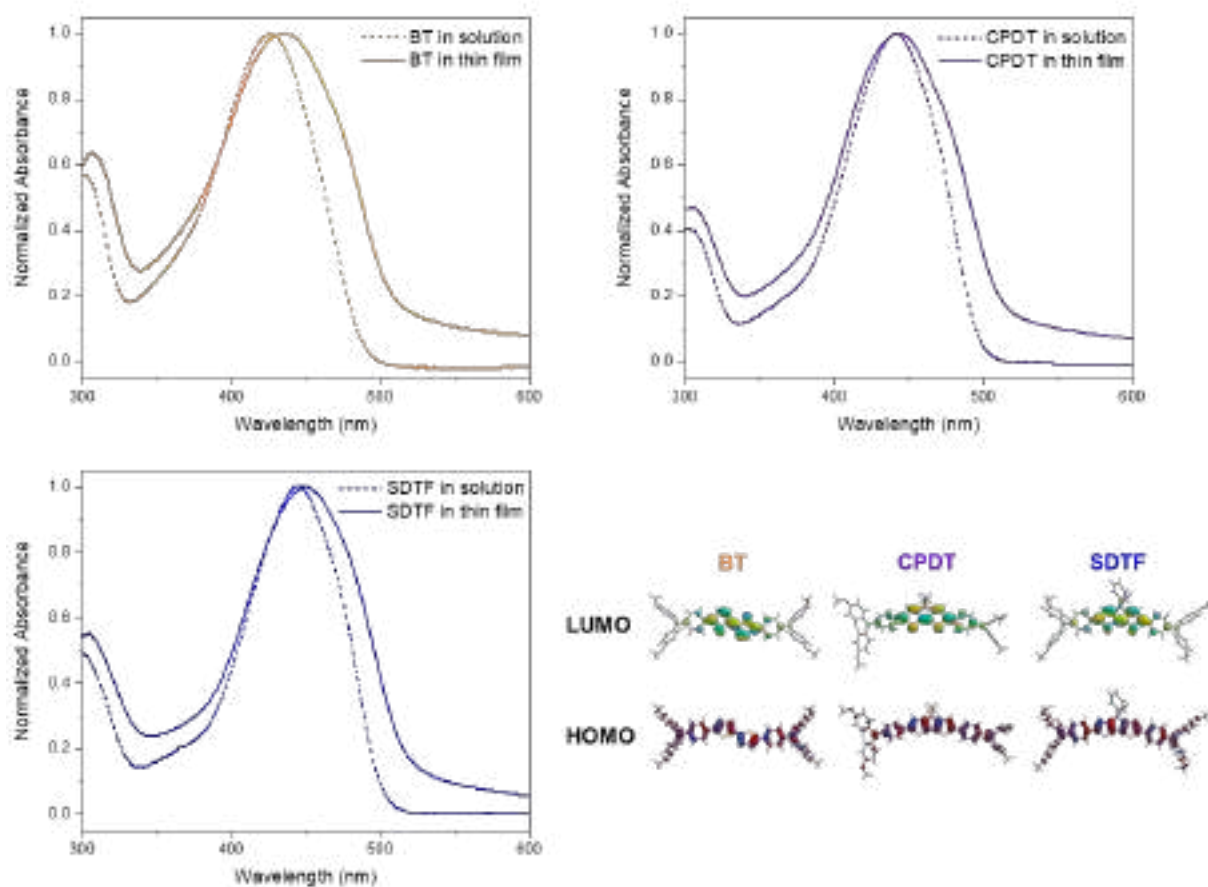 BT in solution
BT in thin film
1.0
0.8
0.6
0.4
0.2
0.0
Normalized Absorbance
300 400 500 600
Wavelength (nm)
CPDT in solution
CPDT in thin film
1.0
0.8
0.6
0.4
0.2
0.0
Normalized Absorbance
300 400 500 600
Wavelength (nm)
SDTF in solution
SDTF in thin film
1.0
0.8
0.6
0.4
0.2
0.0
Normalized Absorbance
300 400 500 600
Wavelength (nm)
BT CPDT SDTF
LUMO
HOMO